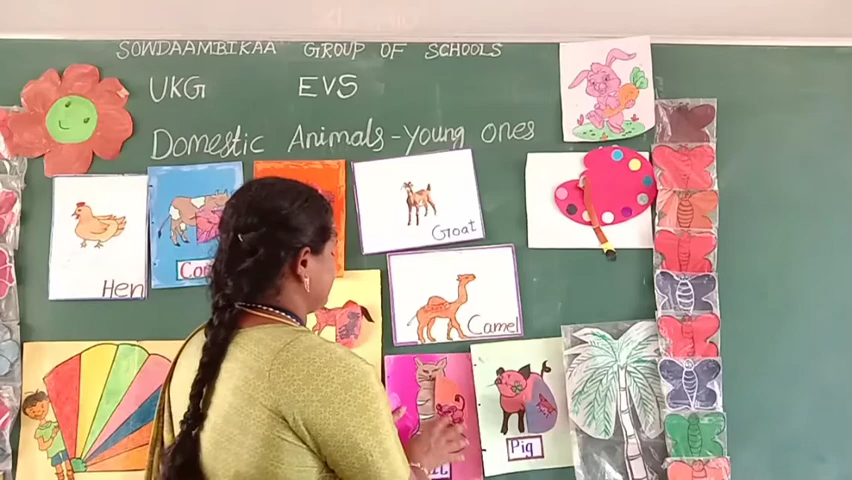 SOWDAAMBIKAA GROUP OF SCHOOLS
UKG EVS
Domestic Animals-young ones
Hen
Goat
Camel
Pig